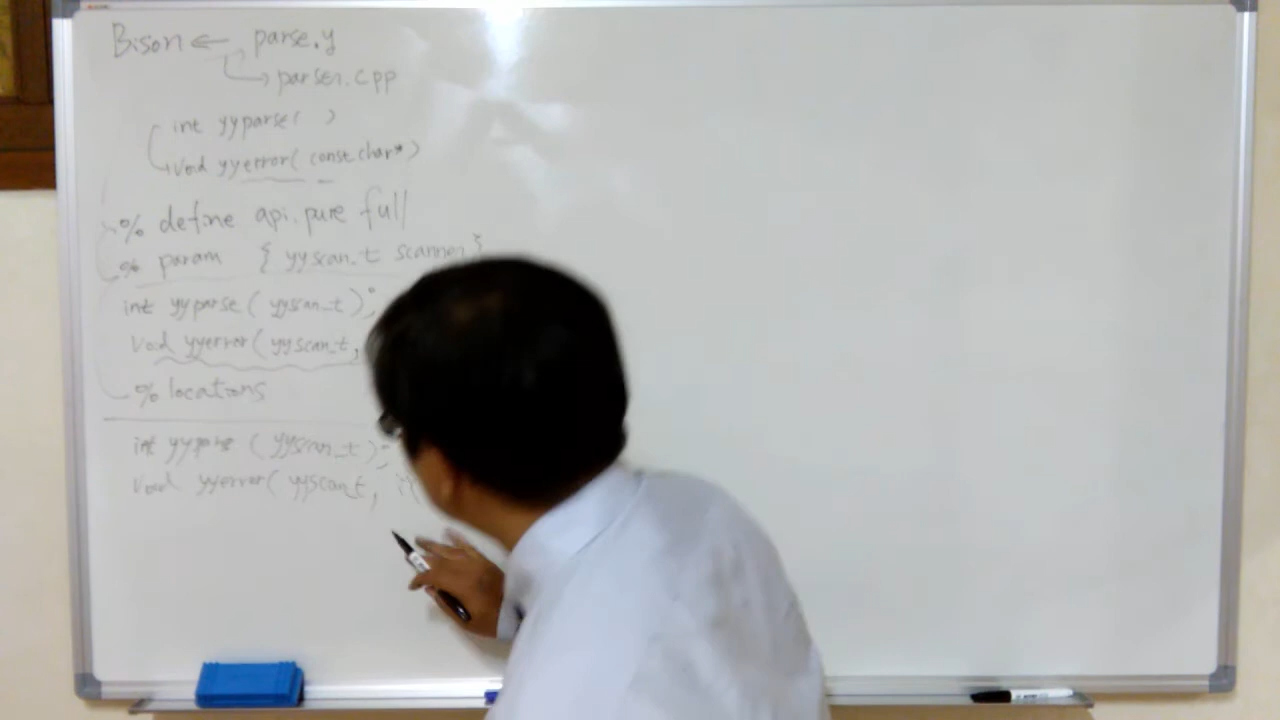 Bison ← parse.y
parser.cpp
int yyparse( )
void yyerror( const char* )
% define api.pure full
% param { yyscan_t scanner }
int yyparse ( yyscan_t );
void yyerror( yyscan_t,
% locations
int yyparse ( yyscan_t );
void yyerror( yyscan_t,